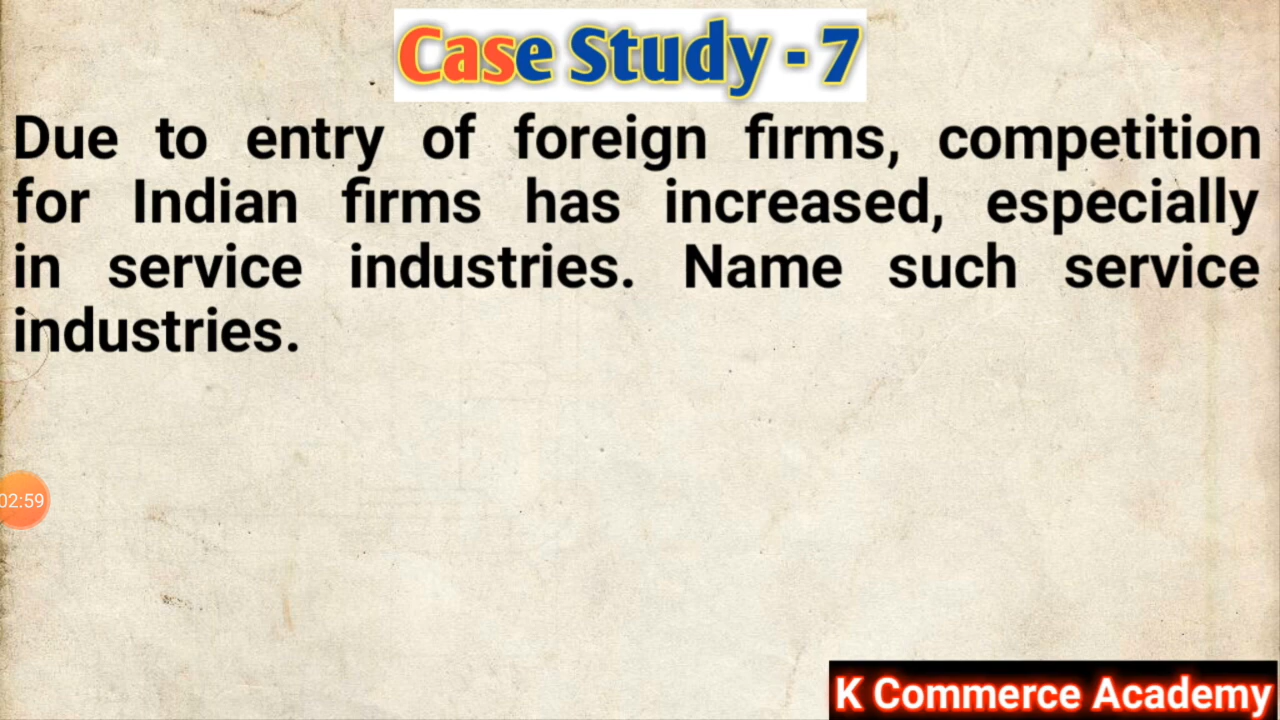 Case Study - 7
Due to entry of foreign firms, competition
for Indian firms has increased, especially
in service industries. Name such service
industries.
02:59
K Commerce Academy